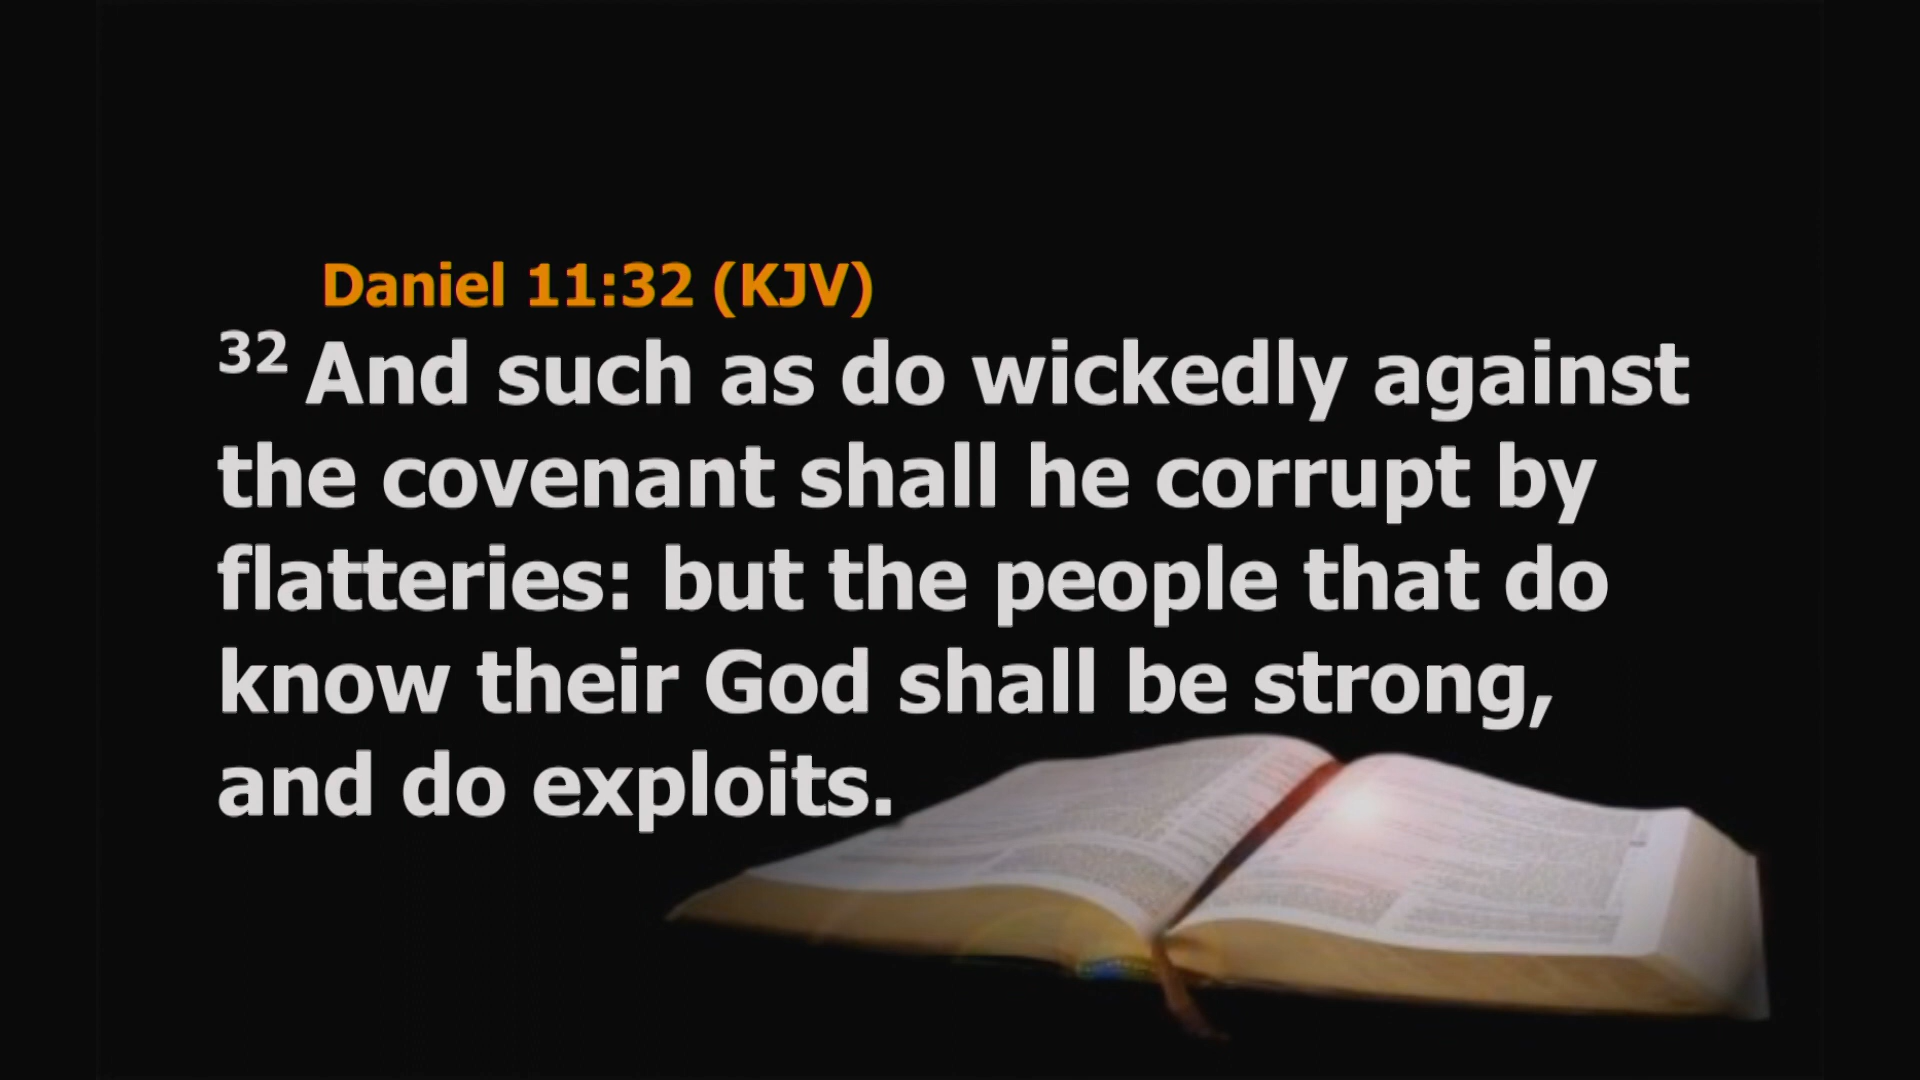 Daniel 11:32 (KJV)
32 And such as do wickedly against
the covenant shall he corrupt by
flatteries: but the people that do
know their God shall be strong,
and do exploits.